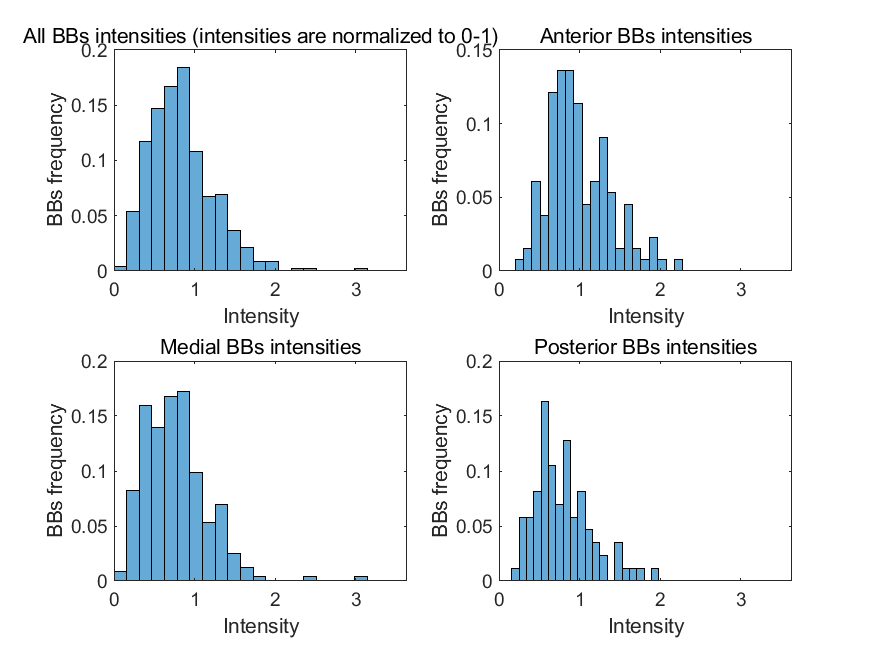 All BBs intensities (intensities are normalized to 0-1)
0.2
0.15
0.1
0.05
0
BBs frequency
0 1 2 3
Intensity
Anterior BBs intensities
0.15
0.1
0.05
0
BBs frequency
0 1 2 3
Intensity
Medial BBs intensities
0.2
0.15
0.1
0.05
0
BBs frequency
0 1 2 3
Intensity
Posterior BBs intensities
0.2
0.15
0.1
0.05
0
BBs frequency
0 1 2 3
Intensity